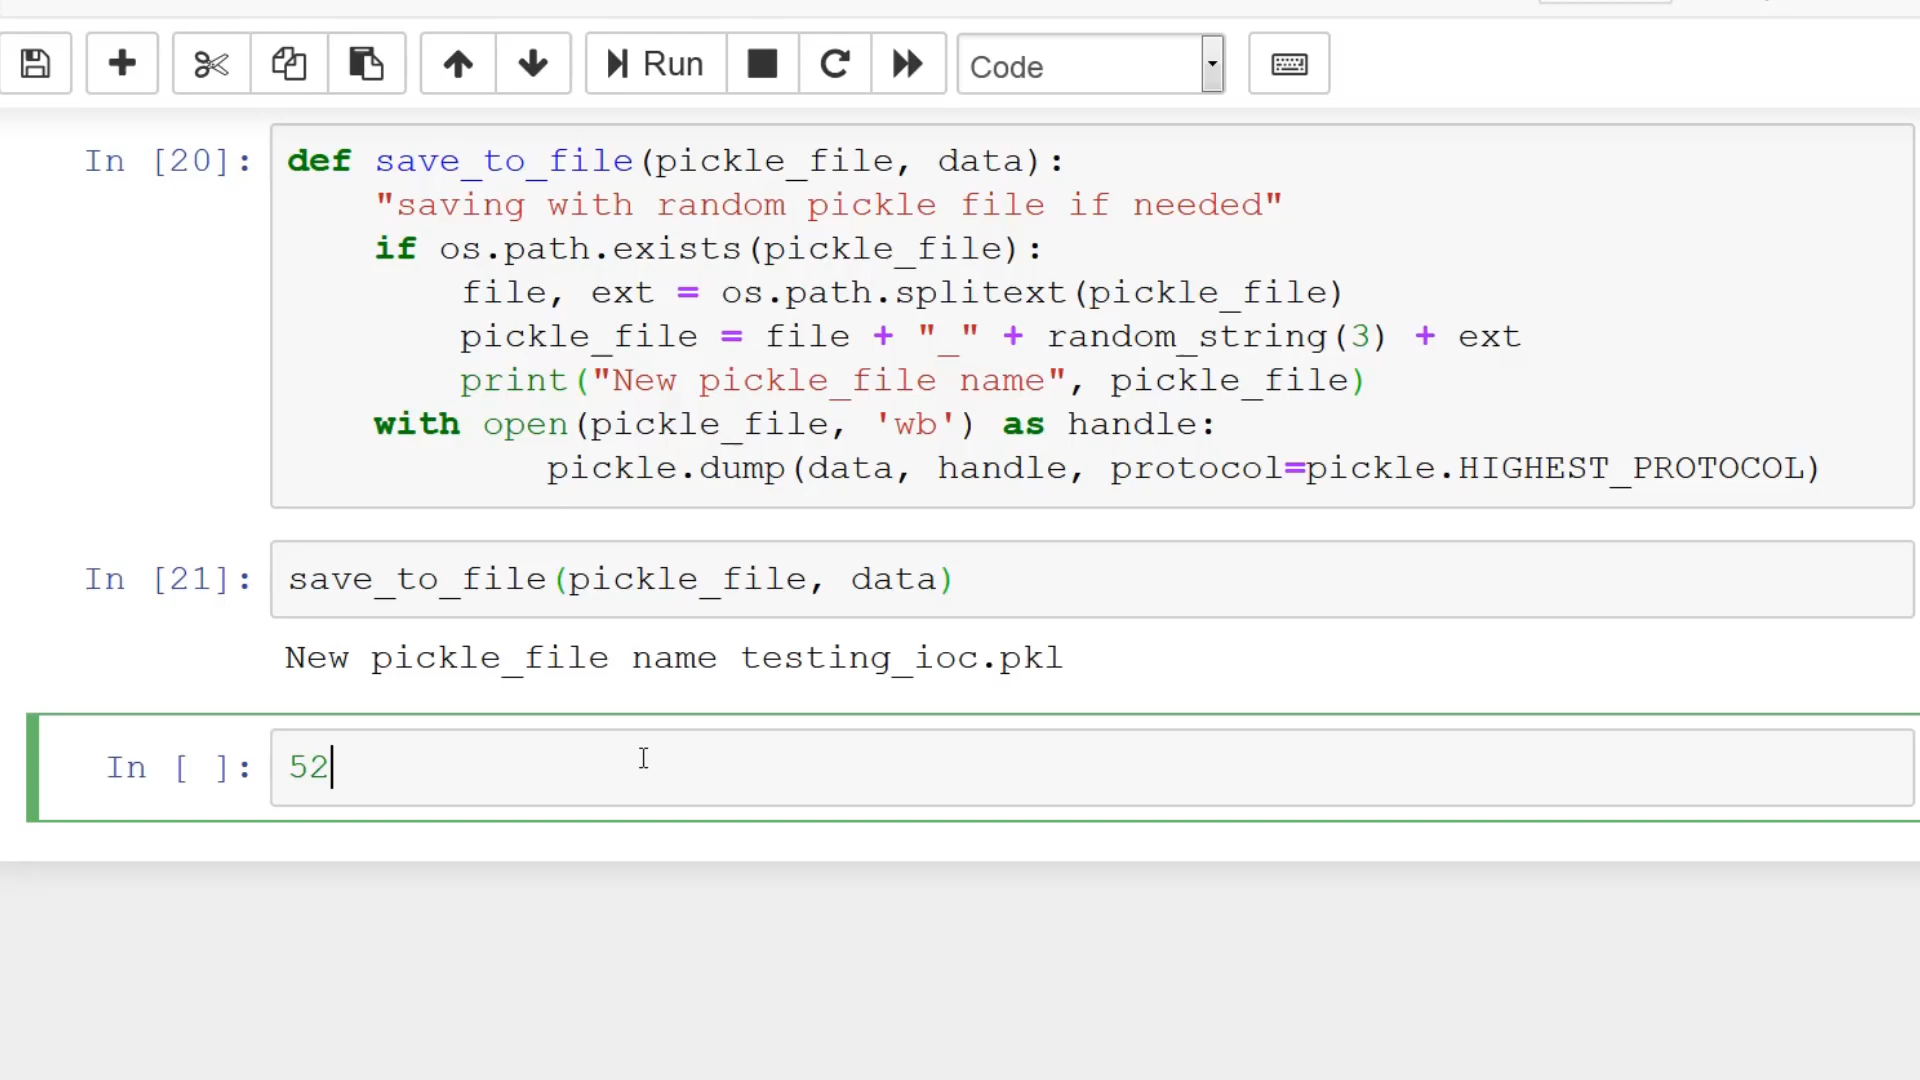 Run
Code
In [20]:
def save_to_file(pickle_file, data):
    "saving with random pickle file if needed"
    if os.path.exists(pickle_file):
        file, ext = os.path.splitext(pickle_file)
        pickle_file = file + "_" + random_string(3) + ext
        print("New pickle_file name", pickle_file)
    with open(pickle_file, 'wb') as handle:
            pickle.dump(data, handle, protocol=pickle.HIGHEST_PROTOCOL)
In [21]:
save_to_file(pickle_file, data)
New pickle_file name testing_ioc.pkl
In [ ]:
52